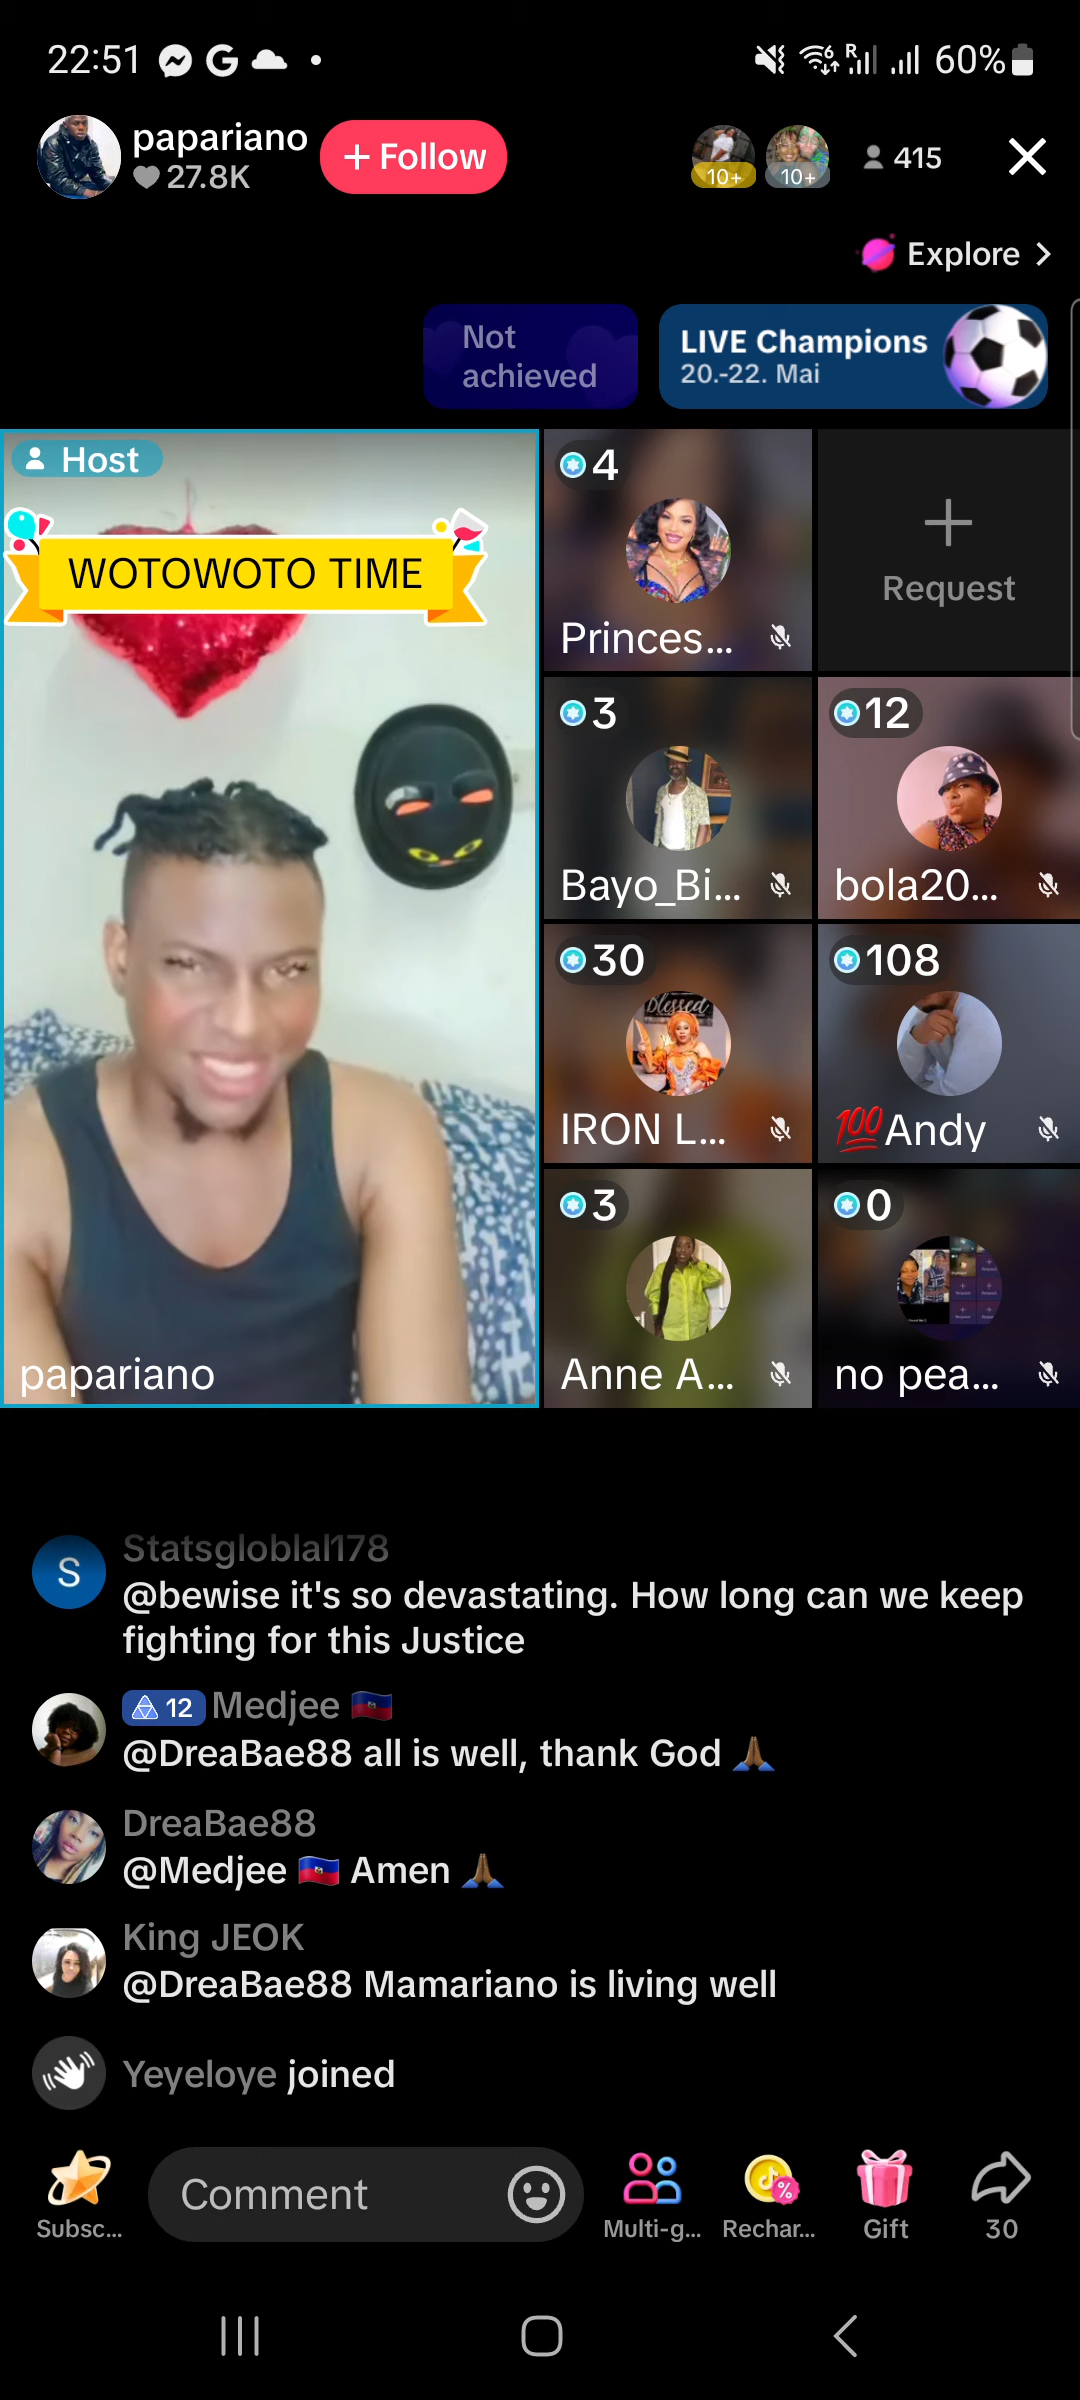 22:51
60%
papariano
27.8K
+ Follow
10+
10+
415
Explore
Not
achieved
LIVE Champions
20.-22. Mai
Host
WOTOWOTO TIME
papariano
4
Princes...
Request
3
Bayo_Bi...
12
bola20...
30
Blessed
IRON L...
108
💯Andy
3
Anne A...
0
no pea...
S
Statsgloblal178
@bewise it's so devastating. How long can we keep
fighting for this Justice
12 Medjee 🇭🇹
@DreaBae88 all is well, thank God 🙏🏾
DreaBae88
@Medjee 🇭🇹 Amen 🙏🏾
King JEOK
@DreaBae88 Mamariano is living well
Yeyeloye joined
Subsc...
Comment
Multi-g...
Rechar...
Gift
30